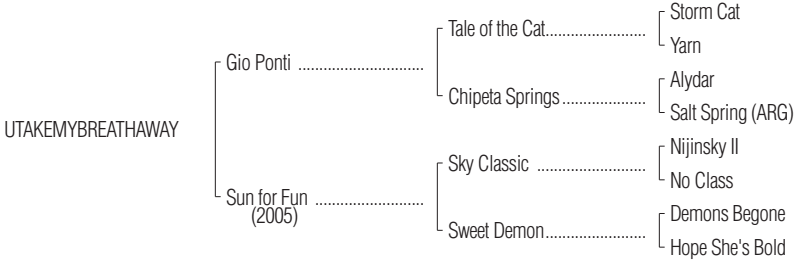 Storm Cat
Tale of the Cat
Yarn
Gio Ponti
Alydar
Chipeta Springs
Salt Spring (ARG)
UTAKEMYBREATHAWAY
Nijinsky II
Sky Classic
No Class
Sun for Fun
(2005)
Demons Begone
Sweet Demon
Hope She's Bold